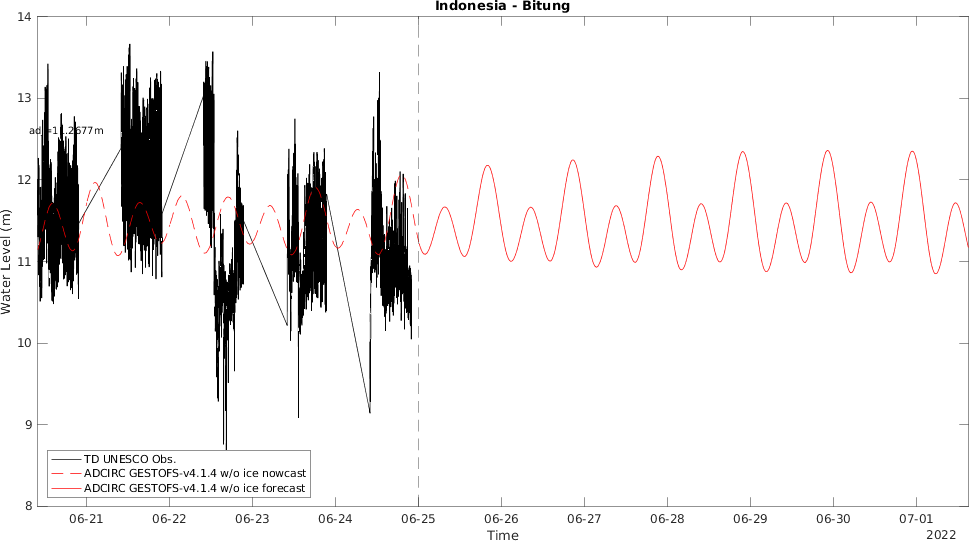 Indonesia - Bitung
14
13
12
11
10
9
8
Water Level (m)
TD UNESCO Obs.
ADCIRC GESTOFS-v4.1.4 w/o ice nowcast
ADCIRC GESTOFS-v4.1.4 w/o ice forecast
06-21 06-22 06-23 06-24 06-25 06-26 06-27 06-28 06-29 06-30 07-01
Time
2022